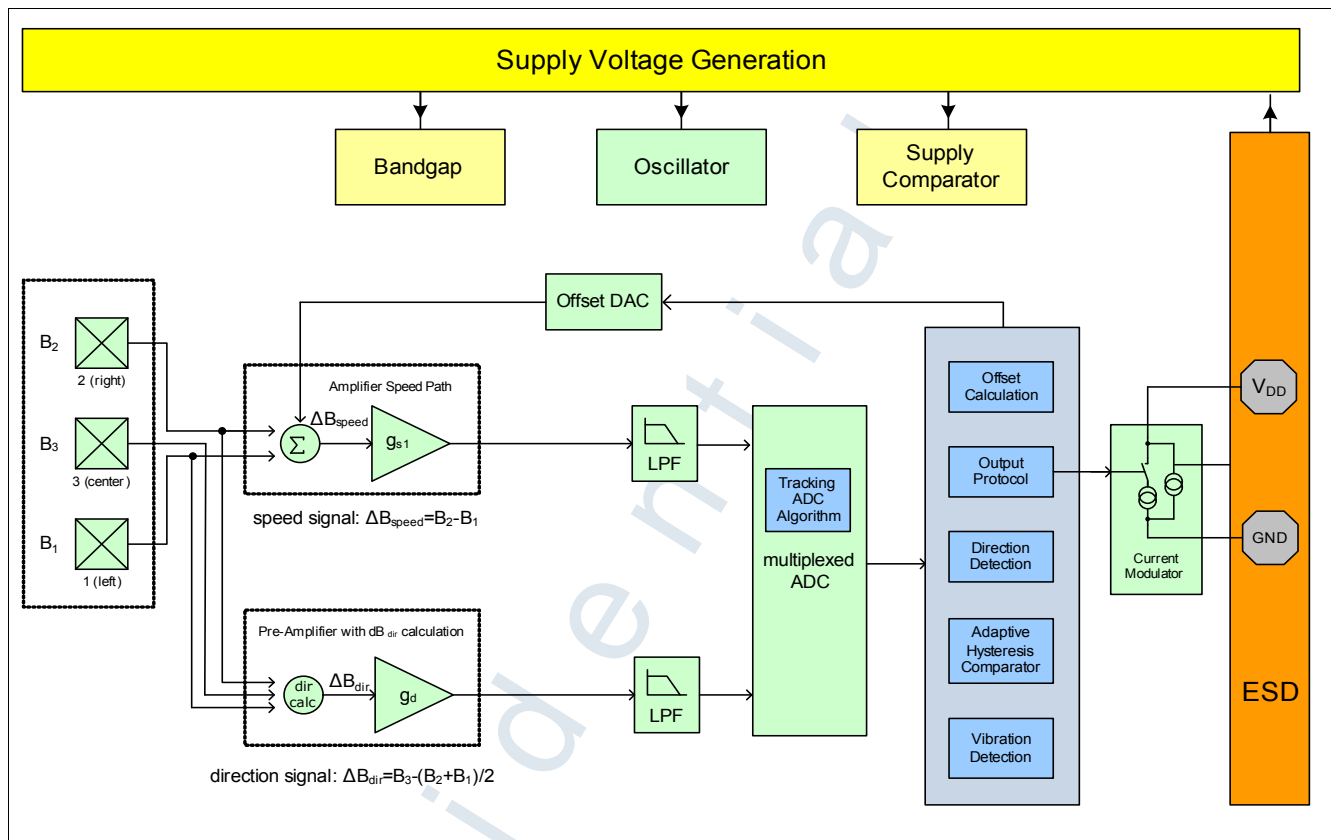 Supply Voltage Generation
Bandgap
Oscillator
Supply
Comparator
Offset DAC
B2
2 (right)
B3
3 (center)
B1
1 (left)
Amplifier Speed Path
Σ
ΔBspeed
gs1
speed signal: ΔBspeed=B2-B1
Pre-Amplifier with dB dir calculation
dir
calc
ΔBdir
gd
direction signal: ΔBdir=B3-(B2+B1)/2
LPF
LPF
Tracking
ADC
Algorithm
multiplexed
ADC
Offset
Calculation
Output
Protocol
Direction
Detection
Adaptive
Hysteresis
Comparator
Vibration
Detection
Current
Modulator
VDD
GND
ESD
idential